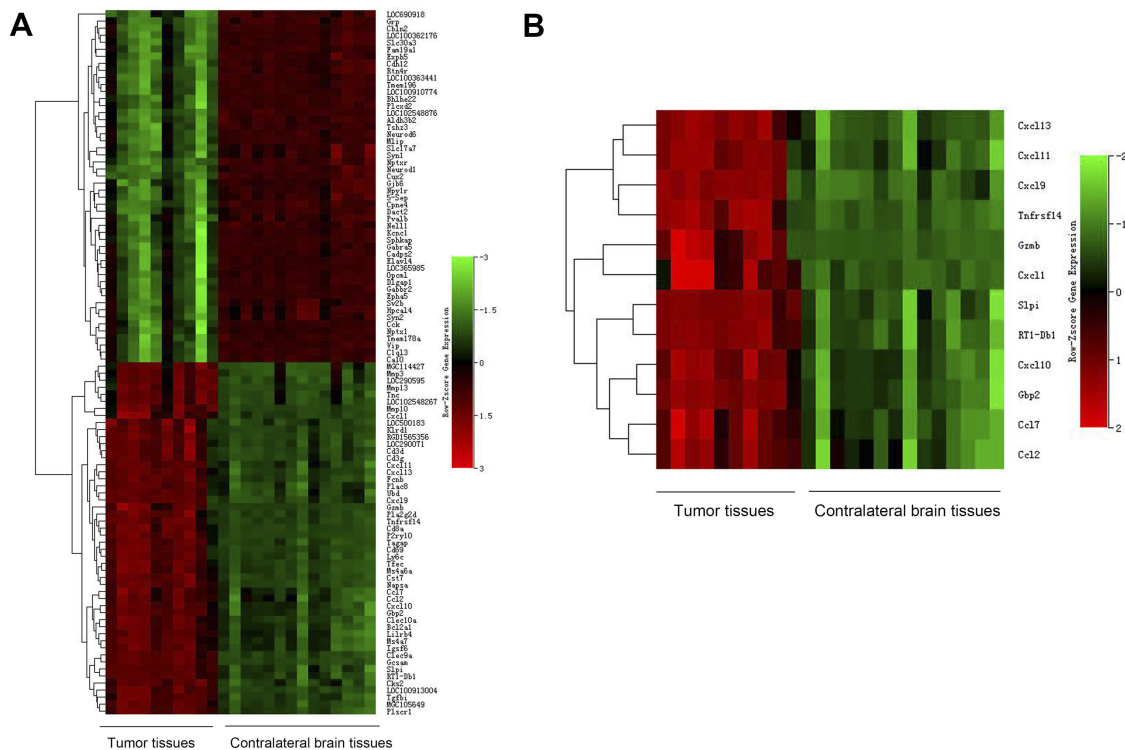 A
B
LOC690918
Grp
Cbln2
LOC100362176
Slc30a3
Fam19a1
Exph5
Cdh12
Rtn4r
LOC100363441
Tmem196
LOC100910774
Bhlhe22
Plcxd2
LOC102548876
Aldh3b2
Tshz3
Neurod6
Mlip
Slc17a7
Syn1
Nptxr
Neurod1
Cux2
Gjb6
Npy1r
5-Sep
Cpne4
Dact2
Pvalb
Nell1
Kcnc1
Sphkap
Gabra5
Cadps2
Elavl4
LOC365985
Opcml
Dlgap1
Gabbr2
Epha5
Sv2b
Hpcal4
Syn2
Cck
Nptx1
Tmem178a
Vip
C1ql3
Ca10
MGC114427
Mmp3
LOC290595
Mmp13
Tnc
LOC102548267
Mmp10
Cxcl1
LOC500183
Klrd1
RGD1565356
LOC290071
Cd3d
Cd3g
Cxcl11
Cxcl13
Fcnb
Plac8
Ubd
Cxcl9
Gzmb
Pla2g2d
Tnfrsf14
Cd8a
P2ry10
Tagap
Cd69
Ly6c
Tfec
Ms4a6a
Cst7
Napsa
Ccl7
Ccl2
Cxcl10
Gbp2
Clec10a
Bcl2a1
Lilrb4
Ms4a7
Igsf6
Clec9a
Gcsam
Slpi
RT1-Db1
Cks2
LOC100913004
Tgfbi
MGC105649
Plscr1
Row-Zscore Gene Expression
-3
-1.5
-0
1.5
3
Tumor tissues
Contralateral brain tissues
Cxcl13
Cxcl11
Cxcl9
Tnfrsf14
Gzmb
Cxcl1
Slpi
RT1-Db1
Cxcl10
Gbp2
Ccl7
Ccl2
Row-Zscore Gene Expression
-2
-1
-0
1
2
Tumor tissues
Contralateral brain tissues